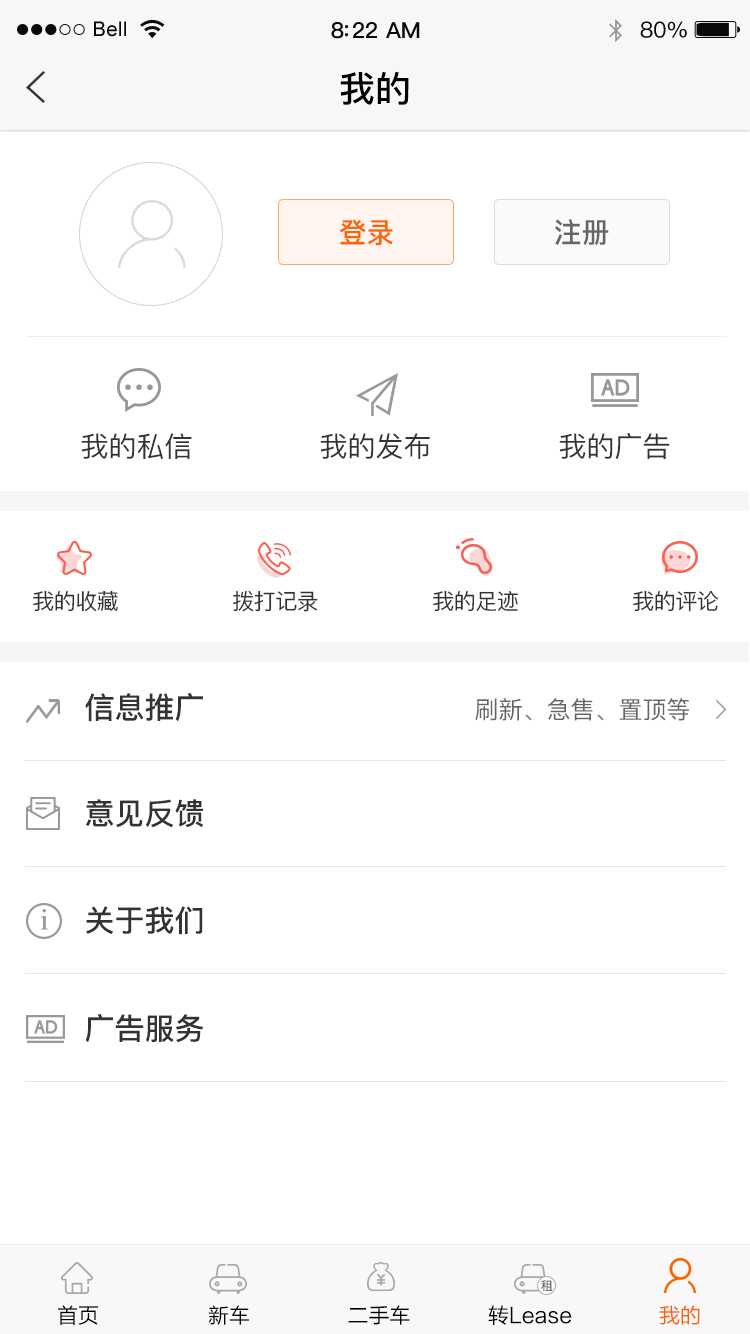 Bell 8:22 AM 80%
我的
登录 注册
AD
我的私信 我的发布 我的广告
我的收藏 拨打记录 我的足迹 我的评论
信息推广 刷新、急售、置顶等
意见反馈
i 关于我们
AD 广告服务
¥ 租
首页 新车 二手车 转Lease 我的